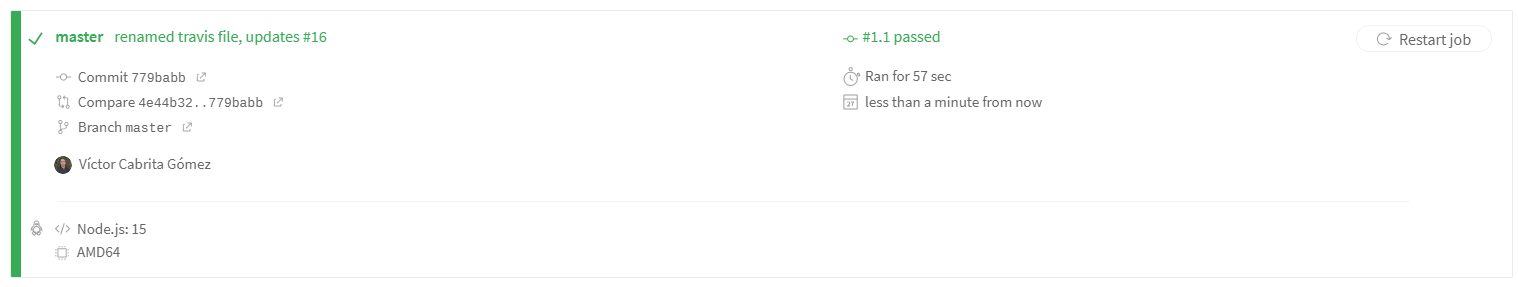 master renamed travis file, updates #16
#1.1 passed
Restart job
Commit 779babb
Compare 4e44b32..779babb
Branch master
Ran for 57 sec
27 less than a minute from now
Víctor Cabrita Gómez
Node.js: 15
AMD64